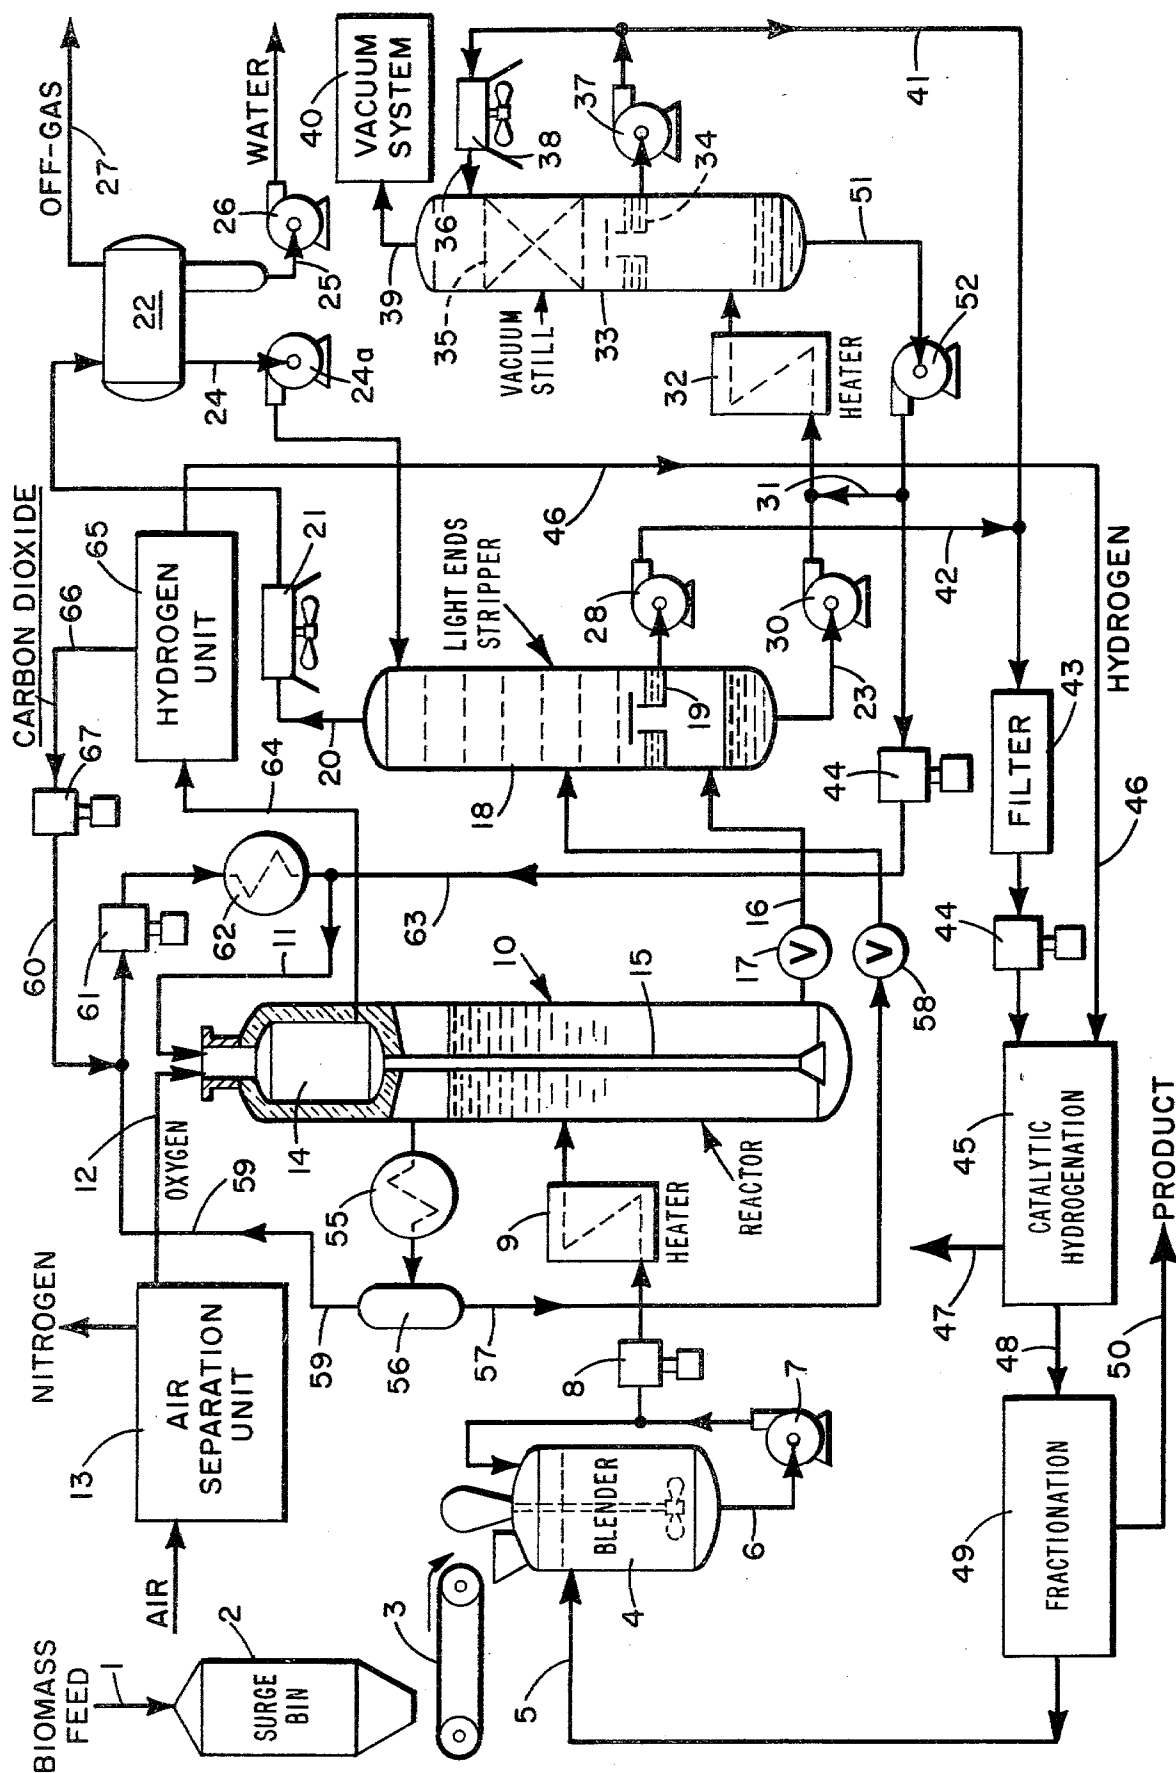 BIOMASS
FEED
1
SURGE
BIN
2
3
AIR
13
AIR
SEPARATION
UNIT
NITROGEN
12
OXYGEN
59
5
BLENDER
4
6
7
8
9
HEATER
59
56
57
55
14
REACTOR
10
15
11
60
61
62
63
64
17
16
V
V
58
67
CARBON DIOXIDE
66
65
HYDROGEN
UNIT
20
21
18
LIGHT ENDS
STRIPPER
19
23
28
30
46
31
42
44
22
24
24a
25
26
WATER
OFF-GAS
27
40
VACUUM
SYSTEM
39
36
35
38
37
34
33
VACUUM
STILL
32
HEATER
51
52
41
43
FILTER
44
HYDROGEN
46
45
CATALYTIC
HYDROGENATION
47
48
49
FRACTIONATION
50
PRODUCT